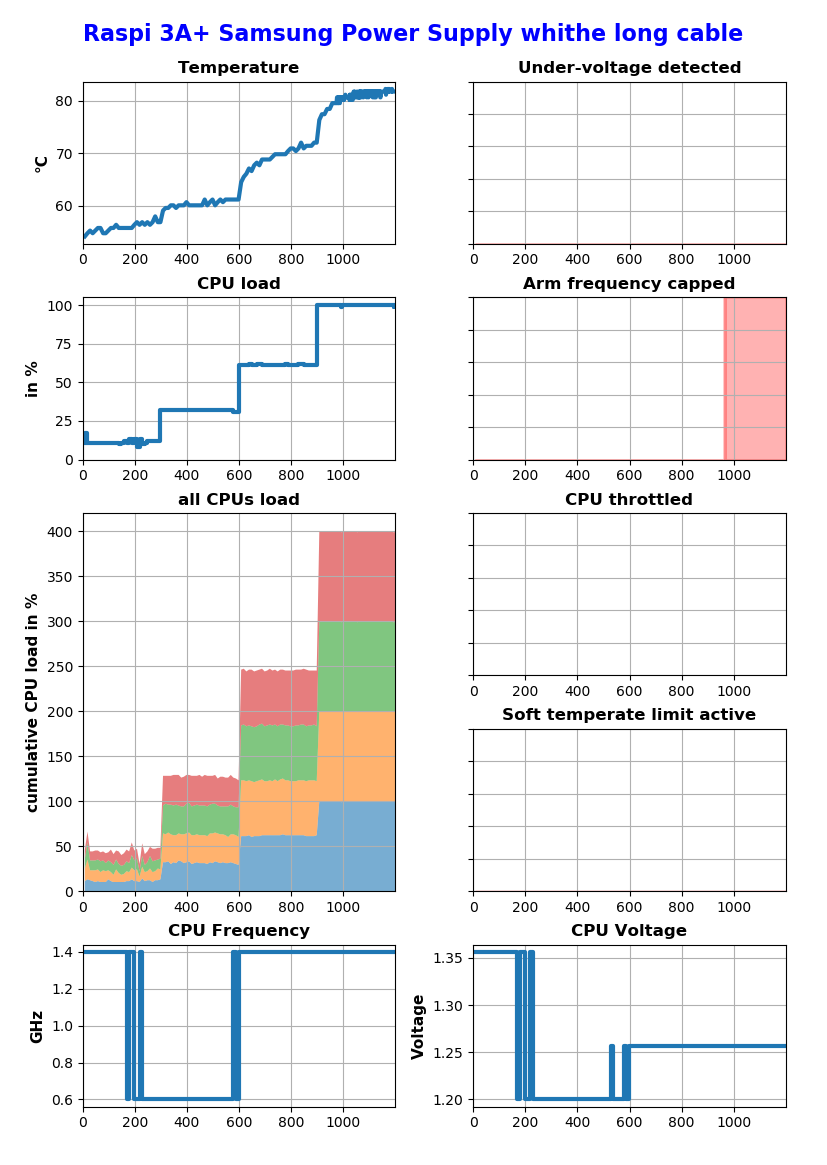 Raspi 3A+ Samsung Power Supply whithe long cable
Temperature
°C
80
70
60
0 200 400 600 800 1000
Under-voltage detected
0 200 400 600 800 1000
CPU load
in %
100
75
50
25
0
0 200 400 600 800 1000
Arm frequency capped
0 200 400 600 800 1000
all CPUs load
cumulative CPU load in %
400
350
300
250
200
150
100
50
0
0 200 400 600 800 1000
CPU throttled
0 200 400 600 800 1000
Soft temperate limit active
0 200 400 600 800 1000
CPU Frequency
GHz
1.4
1.2
1.0
0.8
0.6
0 200 400 600 800 1000
CPU Voltage
Voltage
1.35
1.30
1.25
1.20
0 200 400 600 800 1000